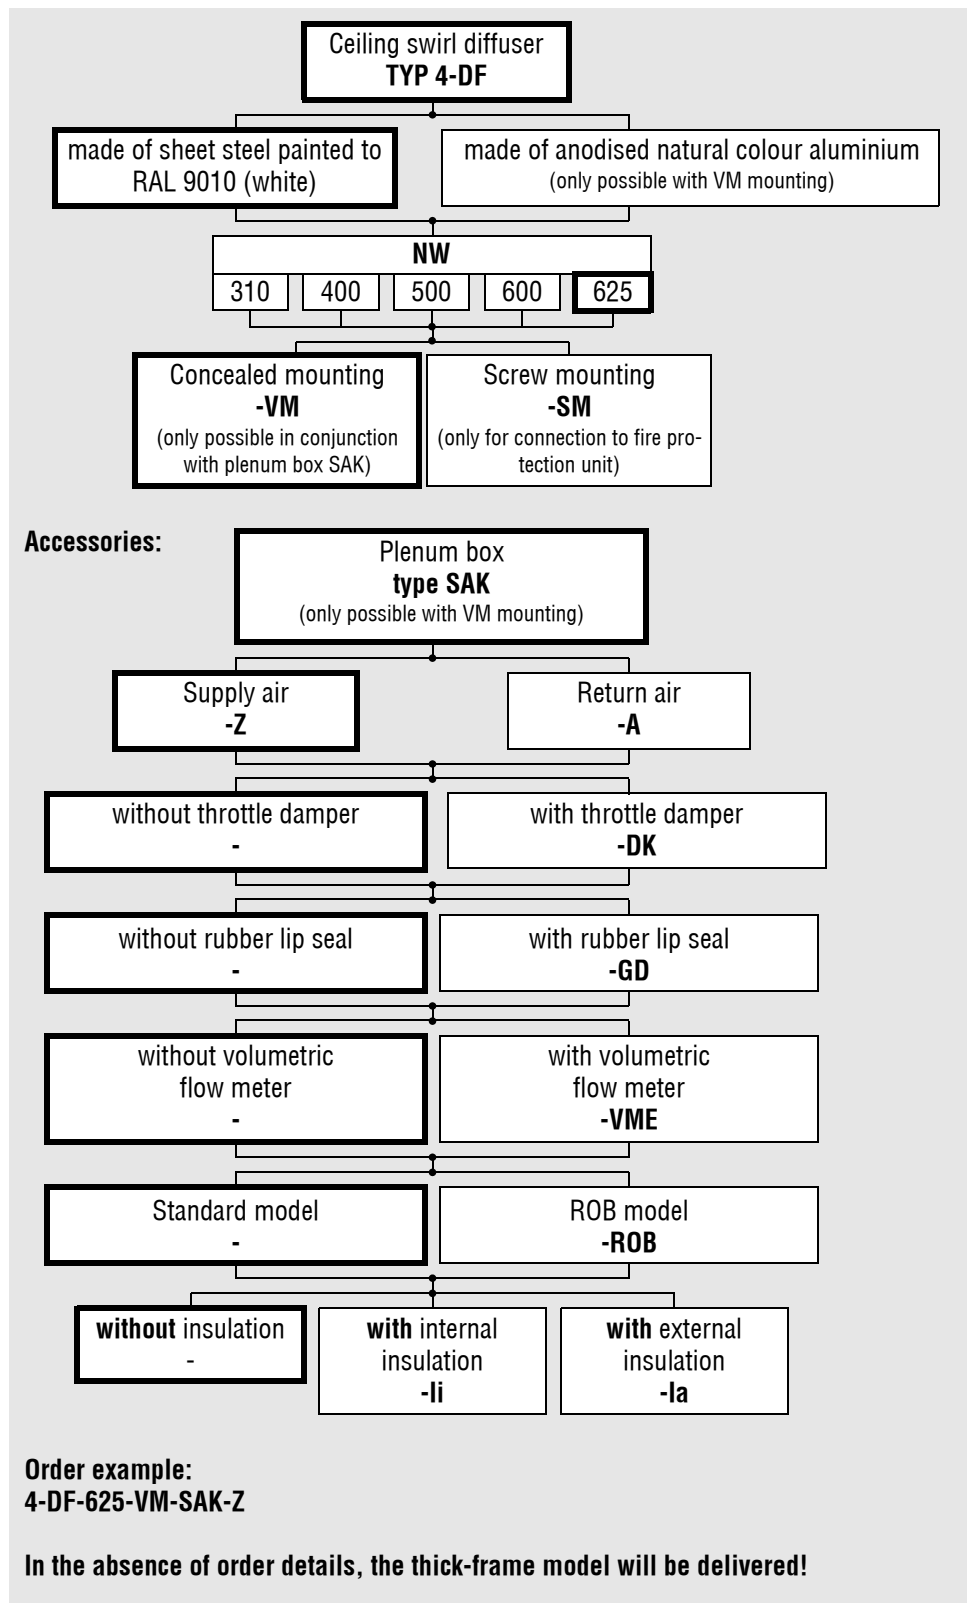 Ceiling swirl diffuser
TYP 4-DF
made of sheet steel painted to
RAL 9010 (white)
made of anodised natural colour aluminium
(only possible with VM mounting)
NW
310
400
500
600
625
Concealed mounting
-VM
(only possible in conjunction
with plenum box SAK)
Screw mounting
-SM
(only for connection to fire pro-
tection unit)
Accessories:
Plenum box
type SAK
(only possible with VM mounting)
Supply air
-Z
Return air
-A
without throttle damper
-
with throttle damper
-DK
without rubber lip seal
-
with rubber lip seal
-GD
without volumetric
flow meter
-
with volumetric
flow meter
-VME
Standard model
-
ROB model
-ROB
without insulation
-
with internal
insulation
-Ii
with external
insulation
-Ia
Order example:
4-DF-625-VM-SAK-Z
In the absence of order details, the thick-frame model will be delivered!